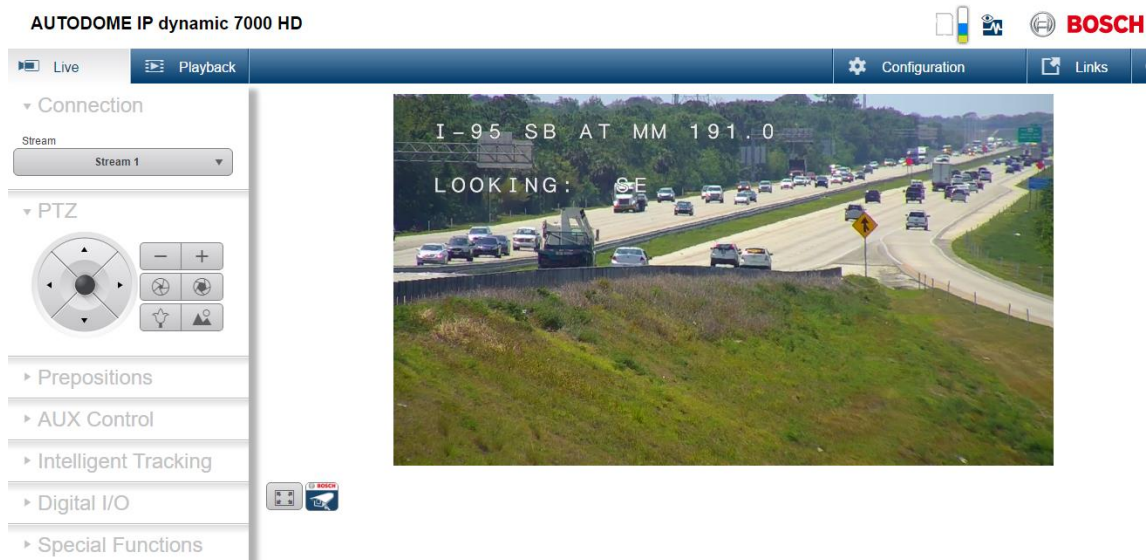 AUTODOME IP dynamic 7000 HD
BOSCH
Live
Playback
Configuration
Links
Connection
Stream
Stream 1
PTZ
I-95 SB AT MM 191.0
LOOKING: SE
Prepositions
AUX Control
Intelligent Tracking
Digital I/O
Special Functions
BOSCH